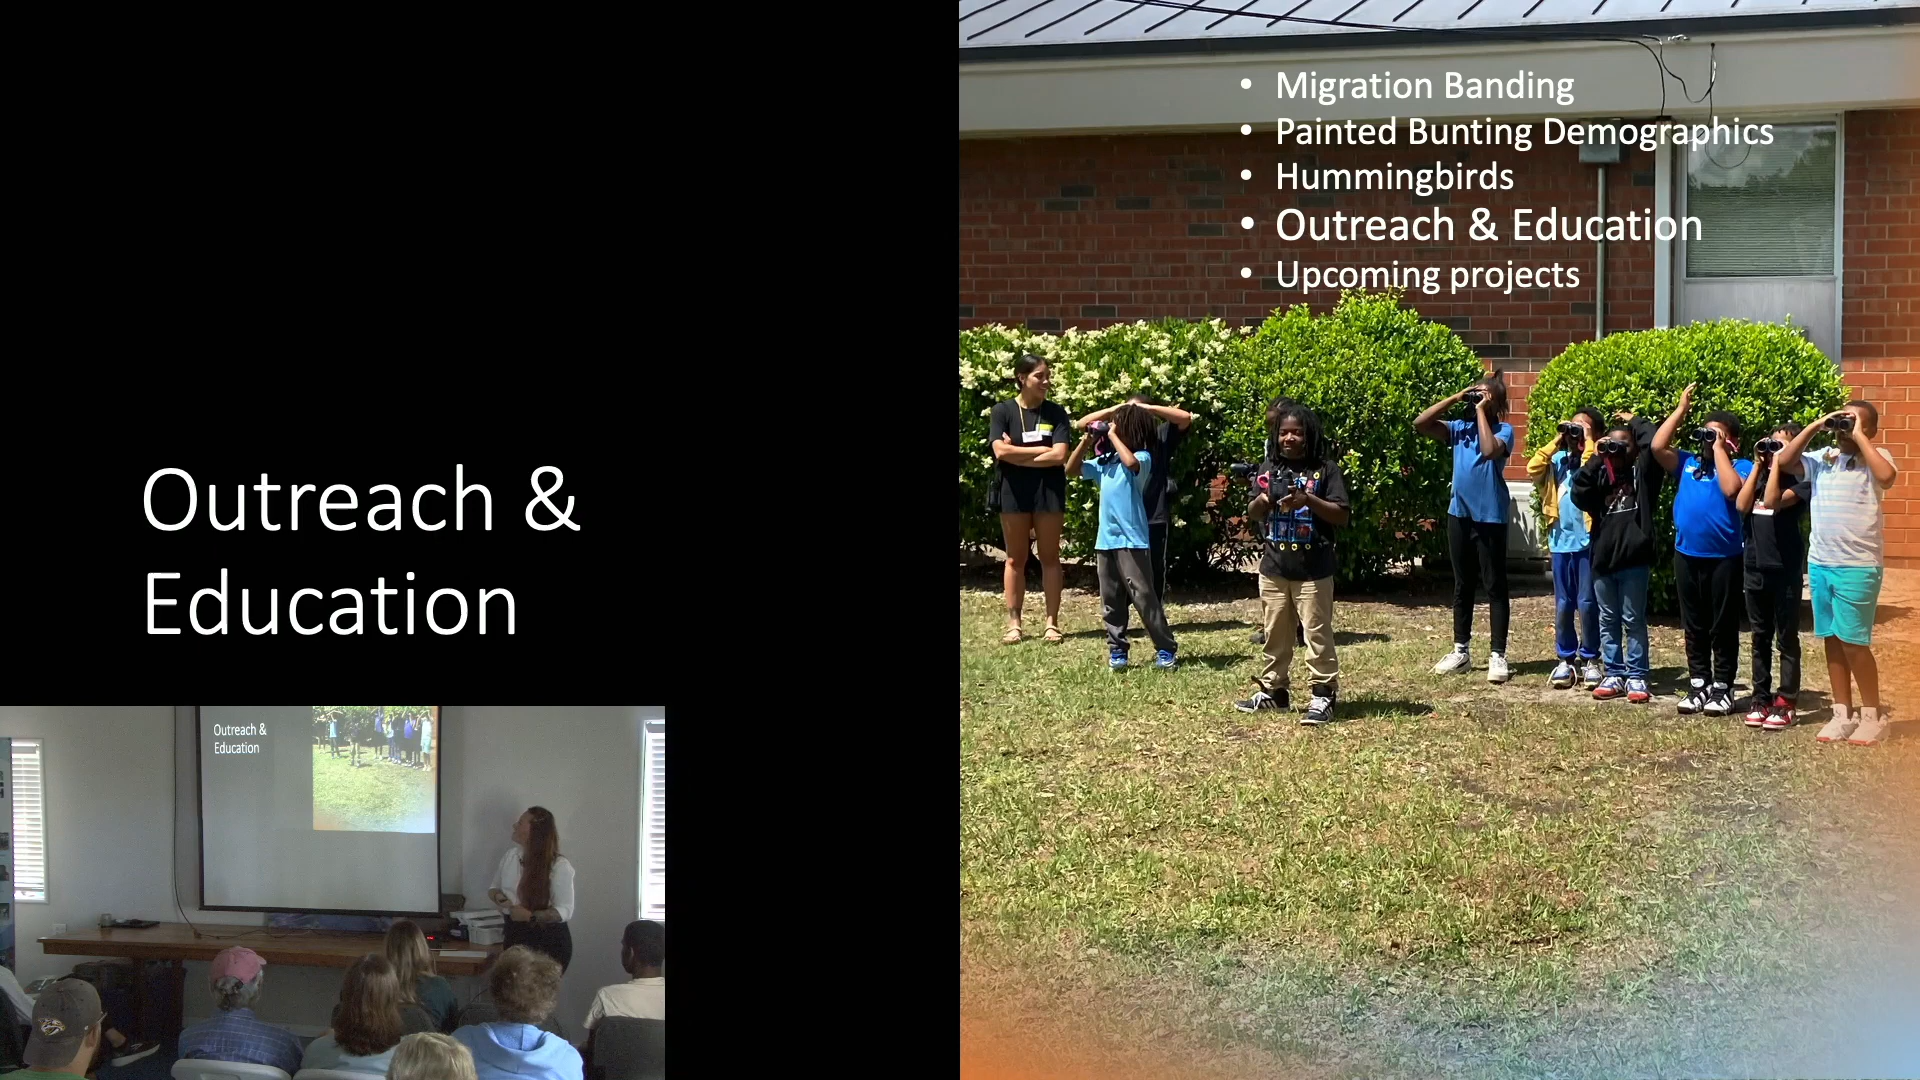 Outreach &
Education
• Migration Banding
• Painted Bunting Demographics
• Hummingbirds
• Outreach & Education
• Upcoming projects
Outreach &
Education